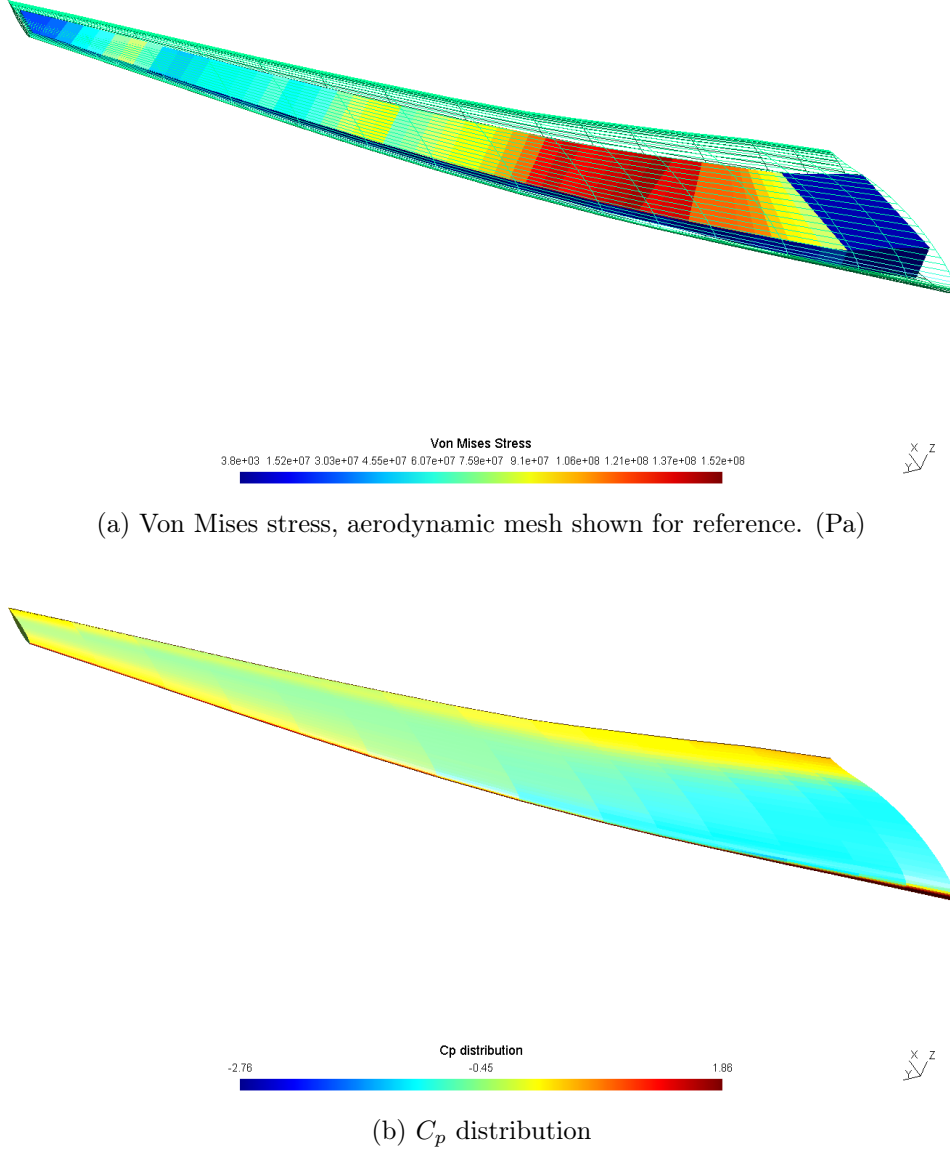 Von Mises Stress
3.8e+03 1.52e+07 3.03e+07 4.55e+07 6.07e+07 7.59e+07 9.1e+07 1.06e+08 1.21e+08 1.37e+08 1.52e+08
X Z
Y
(a) Von Mises stress, aerodynamic mesh shown for reference. (Pa)
Cp distribution
-2.76 -0.45 1.86
X Z
Y
(b) Cp distribution